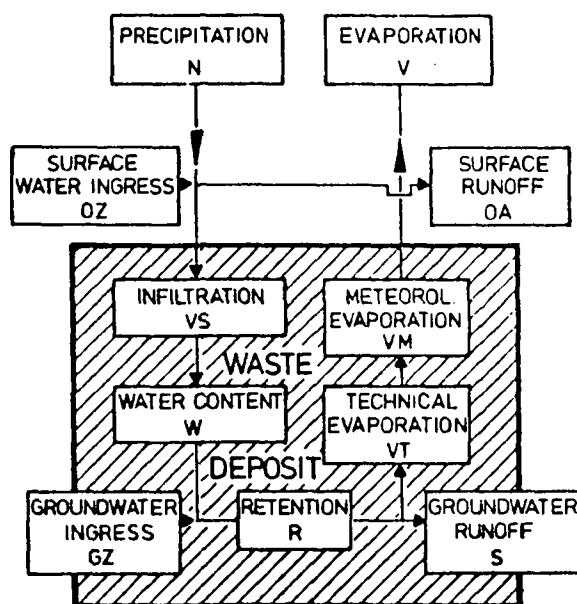 PRECIPITATION
N
EVAPORATION
V
SURFACE
WATER INGRESS
OZ
SURFACE
RUNOFF
OA
INFILTRATION
VS
METEOROL.
EVAPORATION
VM
WASTE
WATER CONTENT
W
TECHNICAL
EVAPORATION
VT
DEPOSIT
GROUNDWATER
INGRESS
GZ
RETENTION
R
GROUNDWATER
RUNOFF
S